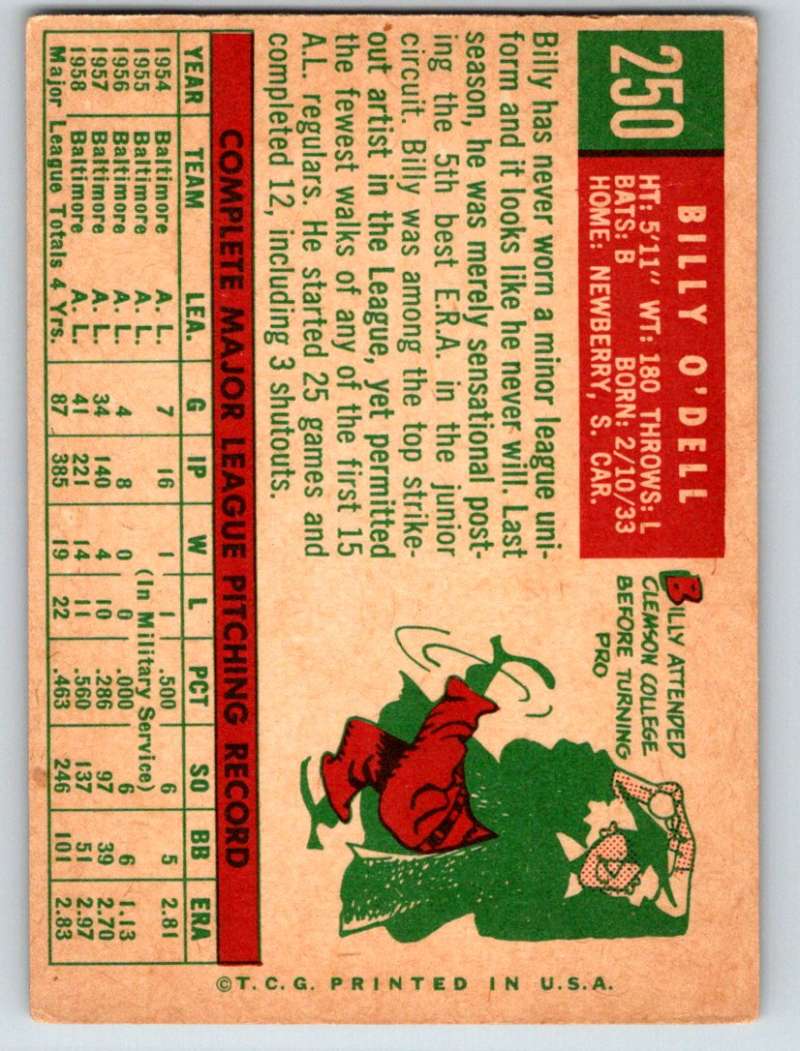 250
BILLY O'DELL
HT: 5'11" WT: 180 THROWS: L
BATS: B BORN: 2/10/33
HOME: NEWBERRY, S. CAR.
Billy has never worn a minor league uni-
form and it looks like he never will. Last
season, he was merely sensational post-
ing the 5th best E.R.A. in the junior
circuit. Billy was among the top strike-
out artist in the League, yet permitted
the fewest walks of any of the first 15
A.L. regulars. He started 25 games and
completed 12, including 3 shutouts.
BILLY ATTENDED
CLEMSON COLLEGE
BEFORE TURNING
PRO
COMPLETE MAJOR LEAGUE PITCHING RECORD
YEAR TEAM LEA. G IP W L PCT SO BB ERA
1954 Baltimore A. L. 7 16 1 1 .500 6 5 2.81
1955 Baltimore (In Military Service)
1956 Baltimore A. L. 4 8 0 0 .000 6 6 1.13
1957 Baltimore A. L. 34 140 4 10 .286 97 39 2.70
1958 Baltimore A. L. 41 221 14 11 .560 137 51 2.97
Major League Totals 4 Yrs. 87 385 19 22 .463 246 101 2.83
© T. C. G. PRINTED IN U.S.A.